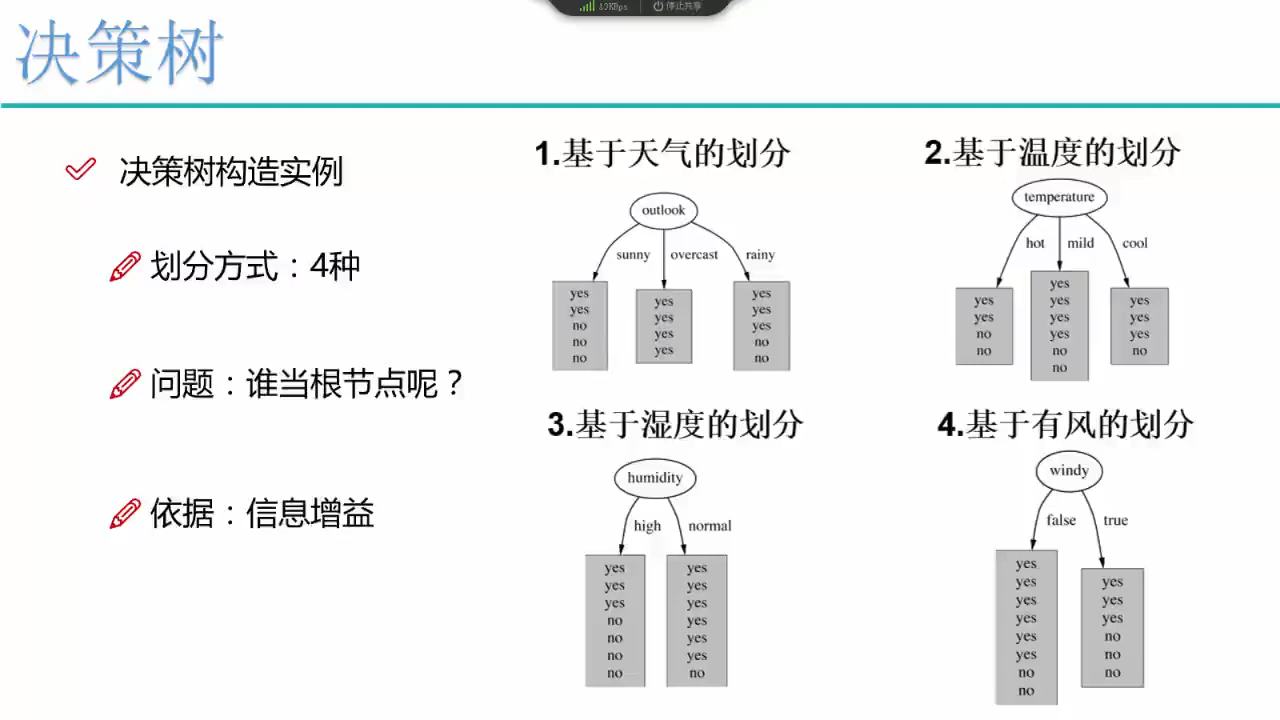 停止共享
决策树
决策树构造实例
划分方式：4种
问题：谁当根节点呢？
依据：信息增益
1.基于天气的划分
outlook
sunny overcast rainy
yes
yes
no
no
no
yes
yes
yes
yes
yes
yes
yes
no
no
2.基于温度的划分
temperature
hot mild cool
yes
yes
no
no
yes
yes
yes
yes
no
no
yes
yes
yes
no
3.基于湿度的划分
humidity
high normal
yes
yes
yes
no
no
no
no
yes
yes
yes
yes
yes
yes
no
4.基于有风的划分
windy
false true
yes
yes
yes
yes
yes
yes
no
no
yes
yes
yes
no
no
no